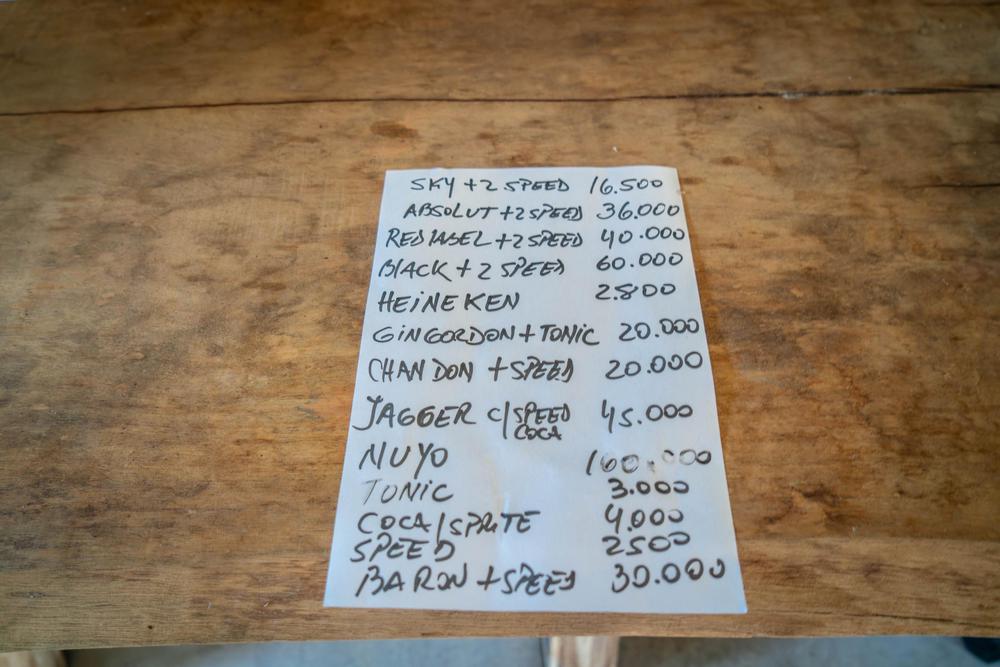 SKY + 2 SPEED 16.500
ABSOLUT + 2 SPEED 36.000
RED LABEL + 2 SPEED 40.000
BLACK + 2 SPEED 60.000
HEINEKEN 2.800
GIN GORDON + TONIC 20.000
CHANDON + SPEED 20.000
JAGGER C/ SPEED 45.000
COCA
NUYO 160.000
TONIC 3.000
COCA/SPRITE 4.000
SPEED 2500
BARON + SPEED 30.000